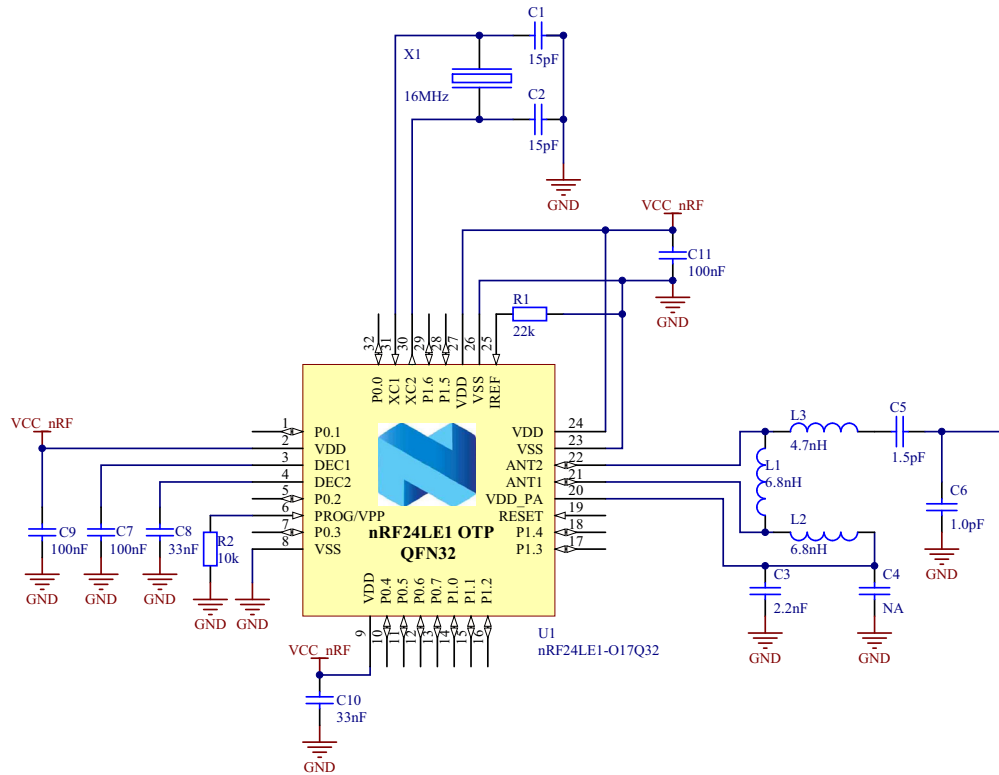 C1
15pF
X1
16MHz
C2
15pF
GND
VCC_nRF
C11
100nF
GND
R1
22k
32
31
30
29
28
27
26
25
P0.0
XC1
XC2
P1.6
P1.5
VDD
VSS
IREF
VCC_nRF
1
P0.1
2
VDD
3
DEC1
4
DEC2
5
P0.2
6
PROG/VPP
7
P0.3
8
VSS
VDD
24
VSS
23
ANT2
22
ANT1
21
VDD_PA
20
RESET
19
P1.4
18
P1.3
17
nRF24LE1 OTP
QFN32
C9
100nF
C7
100nF
C8
33nF
R2
10k
GND
GND
GND
GND
GND
VDD
P0.4
P0.5
P0.6
P0.7
P1.0
P1.1
P1.2
9
10
11
12
13
14
15
16
U1
nRF24LE1-O17Q32
VCC_nRF
C10
33nF
GND
L3
4.7nH
C5
1.5pF
L1
6.8nH
L2
6.8nH
C6
1.0pF
GND
C3
2.2nF
GND
C4
NA
GND